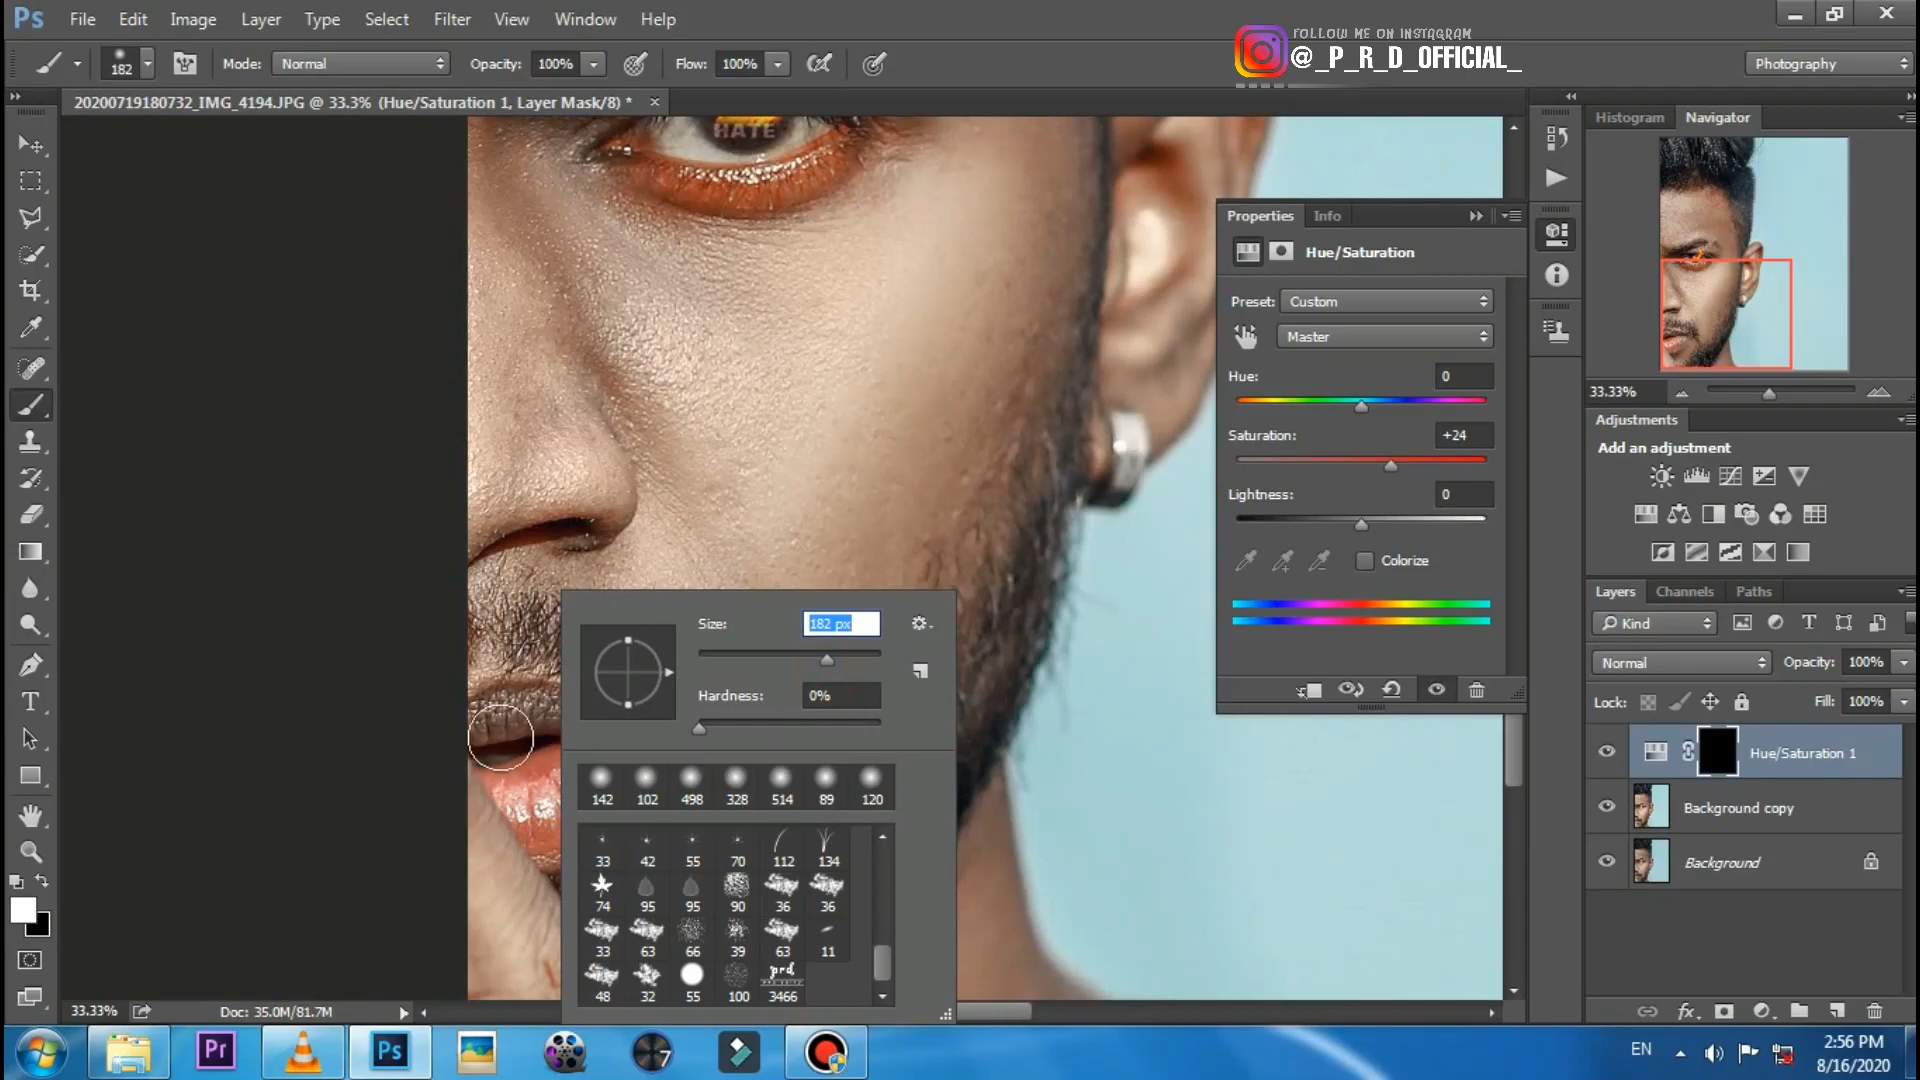 Ps File Edit Image Layer Type Select Filter View Window Help
FOLLOW ME ON INSTAGRAM
@_P_R_D_OFFICIAL_
182 Mode: Normal Opacity: 100% Flow: 100% Photography
20200719180732_IMG_4194.JPG @ 33.3% (Hue/Saturation 1, Layer Mask/8) *
HATE
Histogram Navigator
33.33%
Properties Info
Hue/Saturation
Preset: Custom
Master
Hue: 0
Saturation: +24
Lightness: 0
Colorize
Adjustments
Add an adjustment
Layers Channels Paths
Kind
Normal Opacity: 100%
Lock: Fill: 100%
Hue/Saturation 1
Background copy
Background
Size: 182 px
Hardness: 0%
142 102 498 328 514 89 120
33 42 55 70 112 134
74 95 95 90 36 36
33 63 66 39 63 11
prd
48 32 55 100 3466
33.33% Doc: 35.0M/81.7M
Pr Ps 7 EN 2:56 PM
8/16/2020